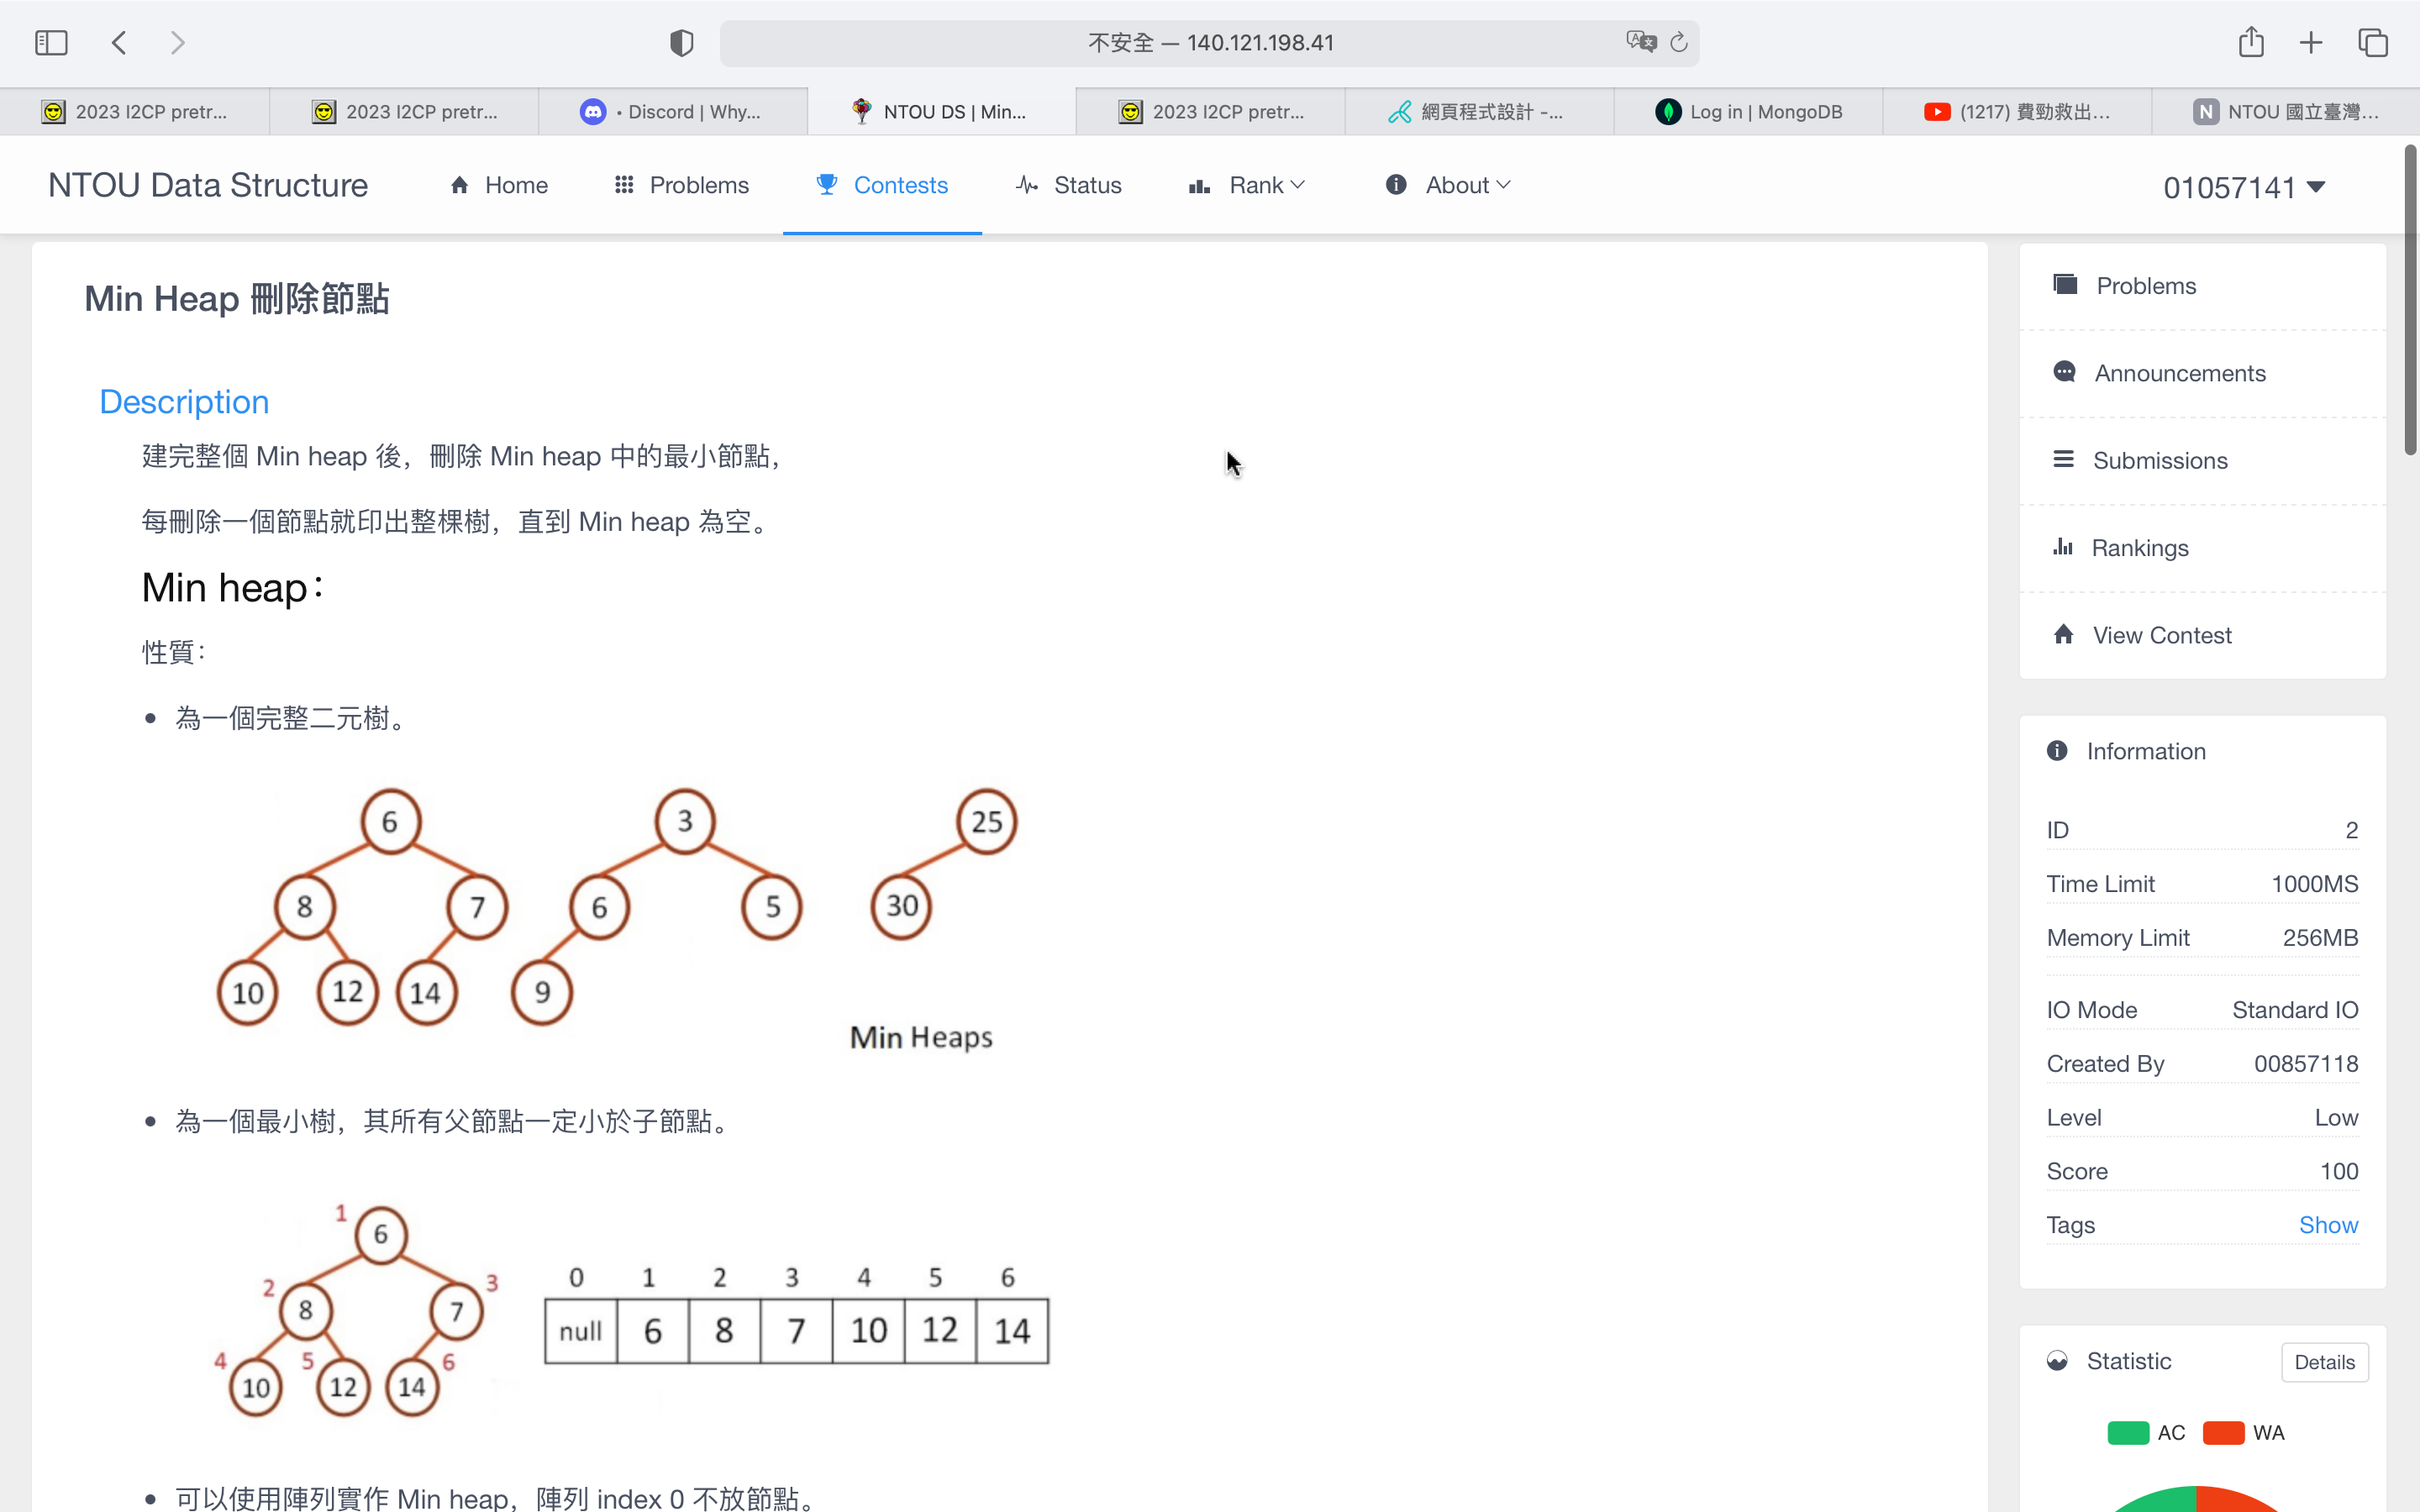 不安全 — 140.121.198.41
2023 I2CP pretr...
2023 I2CP pretr...
• Discord | Why...
NTOU DS | Min...
2023 I2CP pretr...
網頁程式設計 -...
Log in | MongoDB
(1217) 費勁救出...
N NTOU 國立臺灣...
NTOU Data Structure
Home
Problems
Contests
Status
Rank
About
01057141
Min Heap 刪除節點
Description
建完整個 Min heap 後，刪除 Min heap 中的最小節點，
每刪除一個節點就印出整棵樹，直到 Min heap 為空。
Min heap：
性質：
• 為一個完整二元樹。
6 3 25
8 7 6 5 30
10 12 14 9
Min Heaps
• 為一個最小樹，其所有父節點一定小於子節點。
1 6
2 8 7 3
4 10 5 12 14 6
0 1 2 3 4 5 6
null 6 8 7 10 12 14
• 可以使用陣列實作 Min heap，陣列 index 0 不放節點。
Problems
Announcements
Submissions
Rankings
View Contest
Information
ID 2
Time Limit 1000MS
Memory Limit 256MB
IO Mode Standard IO
Created By 00857118
Level Low
Score 100
Tags Show
Statistic Details
AC WA